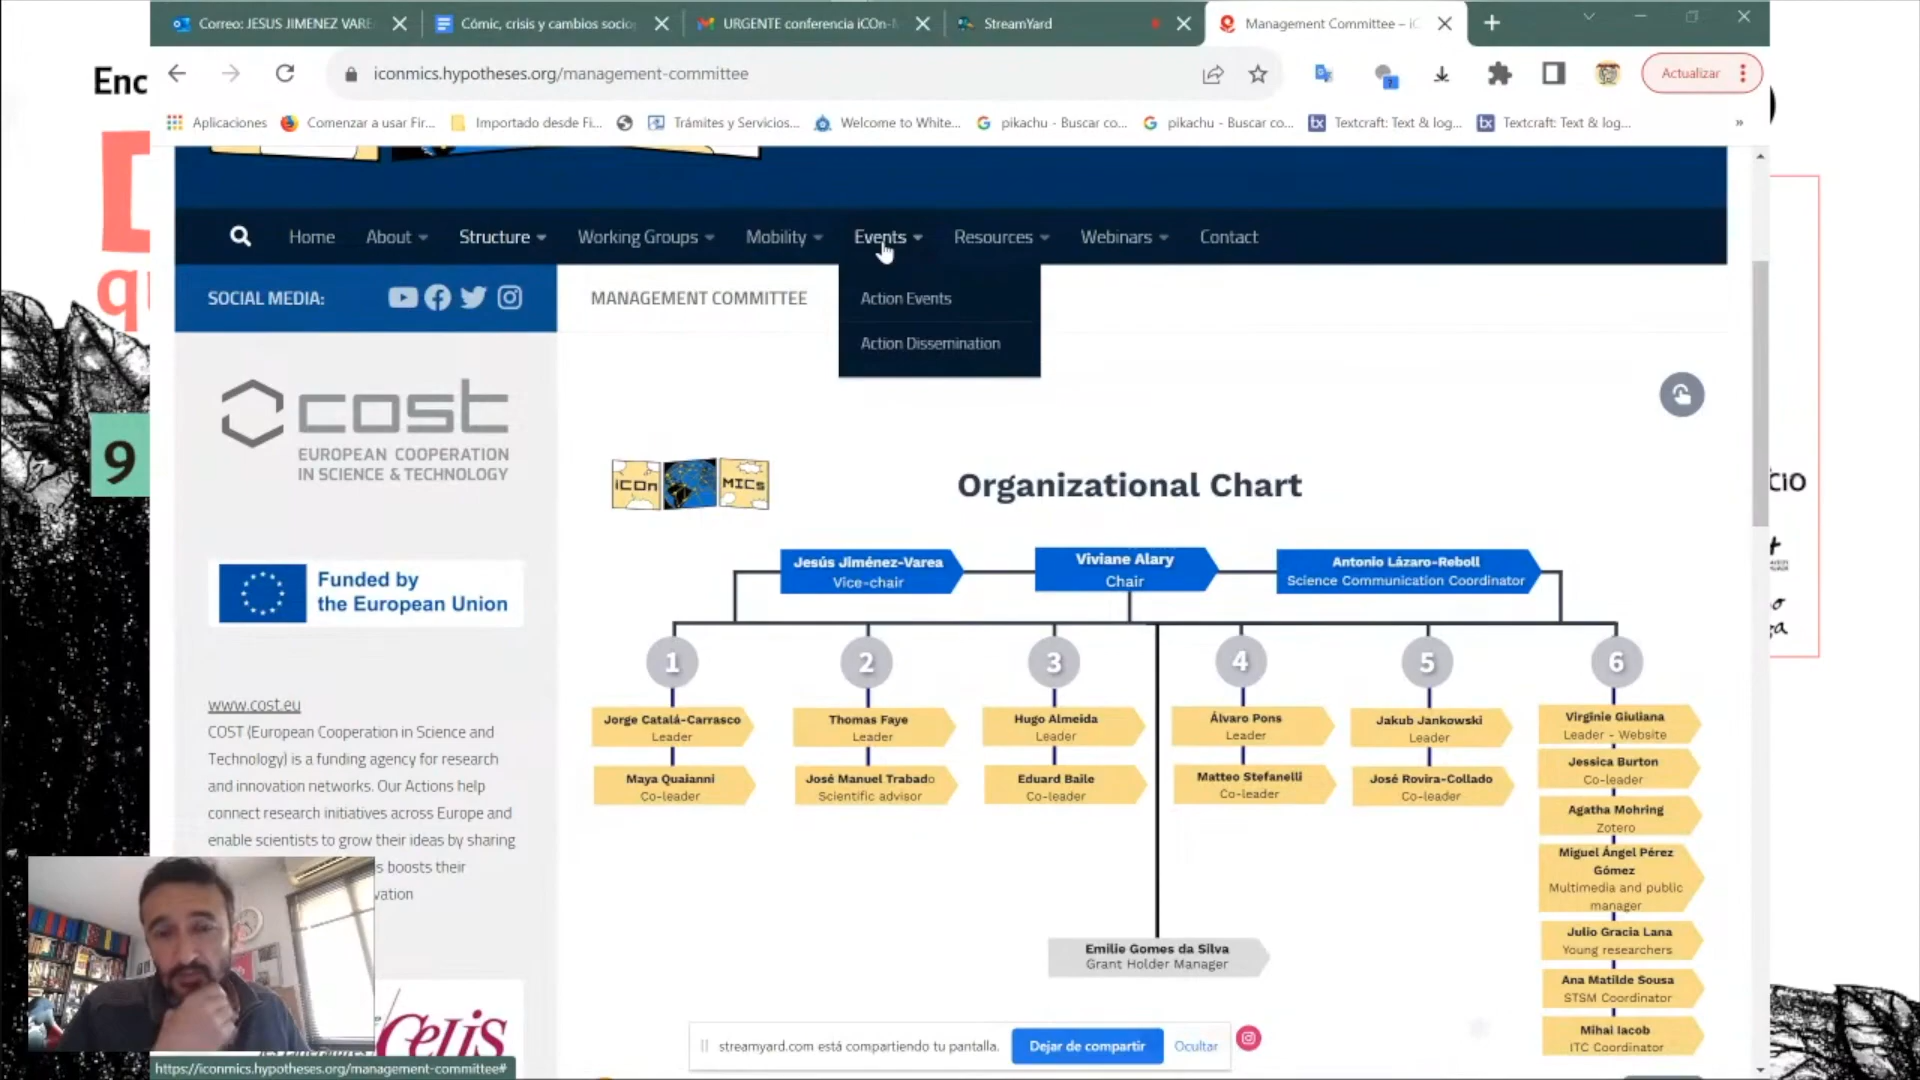 Correo: JESUS JIMENEZ VARE
Cómic, crisis y cambios socio
URGENTE conferencia iCOn-
StreamYard
Management Committee – iC
iconmics.hypotheses.org/management-committee
Actualizar
Aplicaciones
Comenzar a usar Fir...
Importado desde Fi...
Trámites y Servicios...
Welcome to White...
pikachu - Buscar co...
pikachu - Buscar co...
Textcraft: Text & log...
Textcraft: Text & log...
»
Enc
9
Home
About
Structure
Working Groups
Mobility
Events
Resources
Webinars
Contact
Action Events
Action Dissemination
SOCIAL MEDIA:
MANAGEMENT COMMITTEE
cost
EUROPEAN COOPERATION
IN SCIENCE & TECHNOLOGY
Funded by
the European Union
www.cost.eu
COST (European Cooperation in Science and
Technology) is a funding agency for research
and innovation networks. Our Actions help
connect research initiatives across Europe and
enable scientists to grow their ideas by sharing
s boosts their
vation
CeLIS
iCOn
MICs
Organizational Chart
Jesús Jiménez-Varea
Vice-chair
Viviane Alary
Chair
Antonio Lázaro-Reboll
Science Communication Coordinator
1
2
3
4
5
6
Jorge Catalá-Carrasco
Leader
Maya Quaianni
Co-leader
Thomas Faye
Leader
José Manuel Trabado
Scientific advisor
Hugo Almeida
Leader
Eduard Baile
Co-leader
Álvaro Pons
Leader
Matteo Stefanelli
Co-leader
Jakub Jankowski
Leader
José Rovira-Collado
Co-leader
Virginie Giuliana
Leader - Website
Jessica Burton
Co-leader
Agatha Mohring
Zotero
Miguel Ángel Pérez
Gómez
Multimedia and public
manager
Julio Gracia Lana
Young researchers
Ana Matilde Sousa
STSM Coordinator
Mihai Iacob
ITC Coordinator
Emilie Gomes da Silva
Grant Holder Manager
streamyard.com está compartiendo tu pantalla.
Dejar de compartir
Ocultar
https://iconmics.hypotheses.org/management-committee#